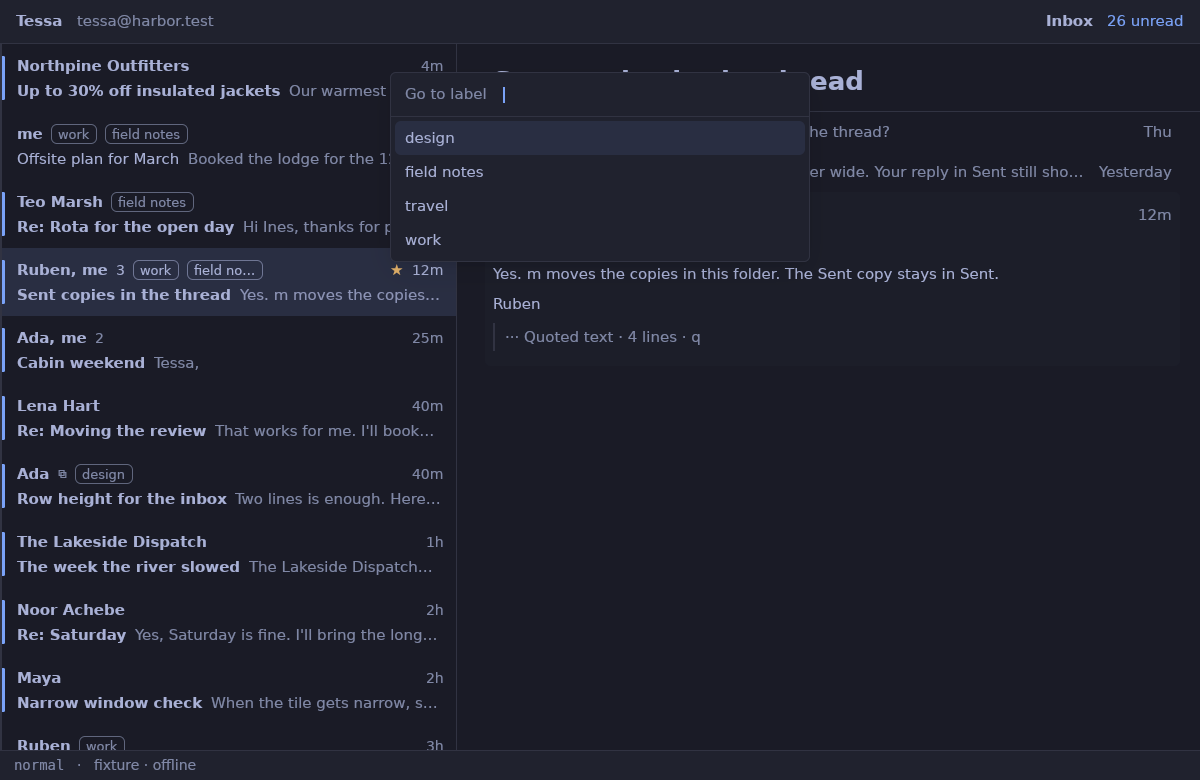 Tessa tessa@harbor.test
Inbox 26 unread
Northpine Outfitters 4m
Up to 30% off insulated jackets Our warmest
me work field notes
Offsite plan for March Booked the lodge for the
Teo Marsh field notes
Re: Rota for the open day Hi Ines, thanks for
Ruben, me 3 work field no… ★ 12m
Sent copies in the thread Yes. m moves the copies…
Ada, me 2 25m
Cabin weekend Tessa,
Lena Hart 40m
Re: Moving the review That works for me. I'll book…
Ada design 40m
Row height for the inbox Two lines is enough. Here…
The Lakeside Dispatch 1h
The week the river slowed The Lakeside Dispatch…
Noor Achebe 2h
Re: Saturday Yes, Saturday is fine. I'll bring the long…
Maya 2h
Narrow window check When the tile gets narrow, s…
Ruben work 3h
Go to label
design
field notes
travel
work
he thread? Thu
wide. Your reply in Sent still sho… Yesterday
12m
Yes. m moves the copies in this folder. The Sent copy stays in Sent.
Ruben
··· Quoted text · 4 lines · q
normal · fixture · offline